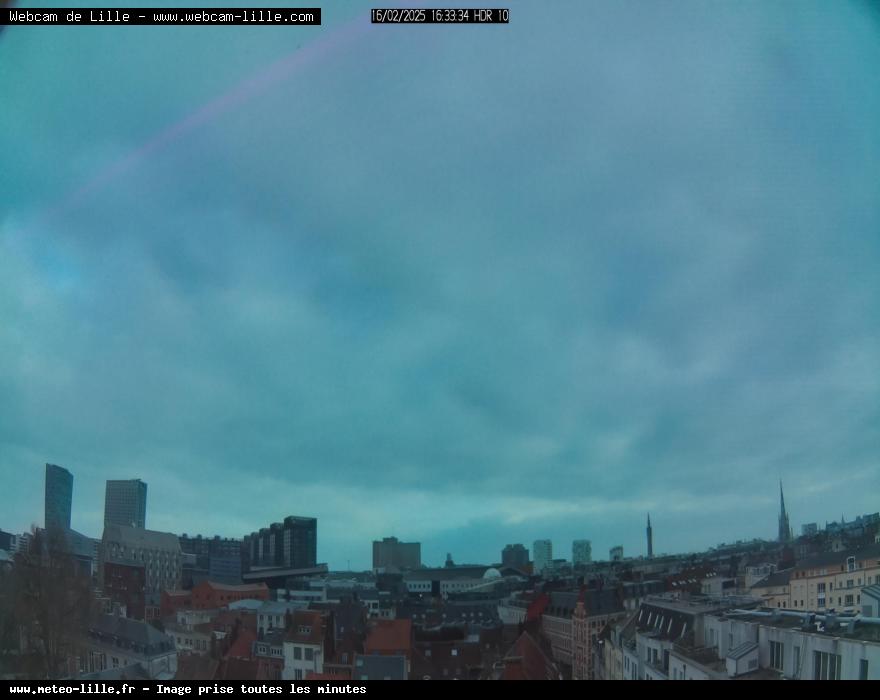 Webcam de Lille - www.webcam-lille.com
16/02/2025 16:33:34 HDR 10
www.meteo-lille.fr - Image prise toutes les minutes